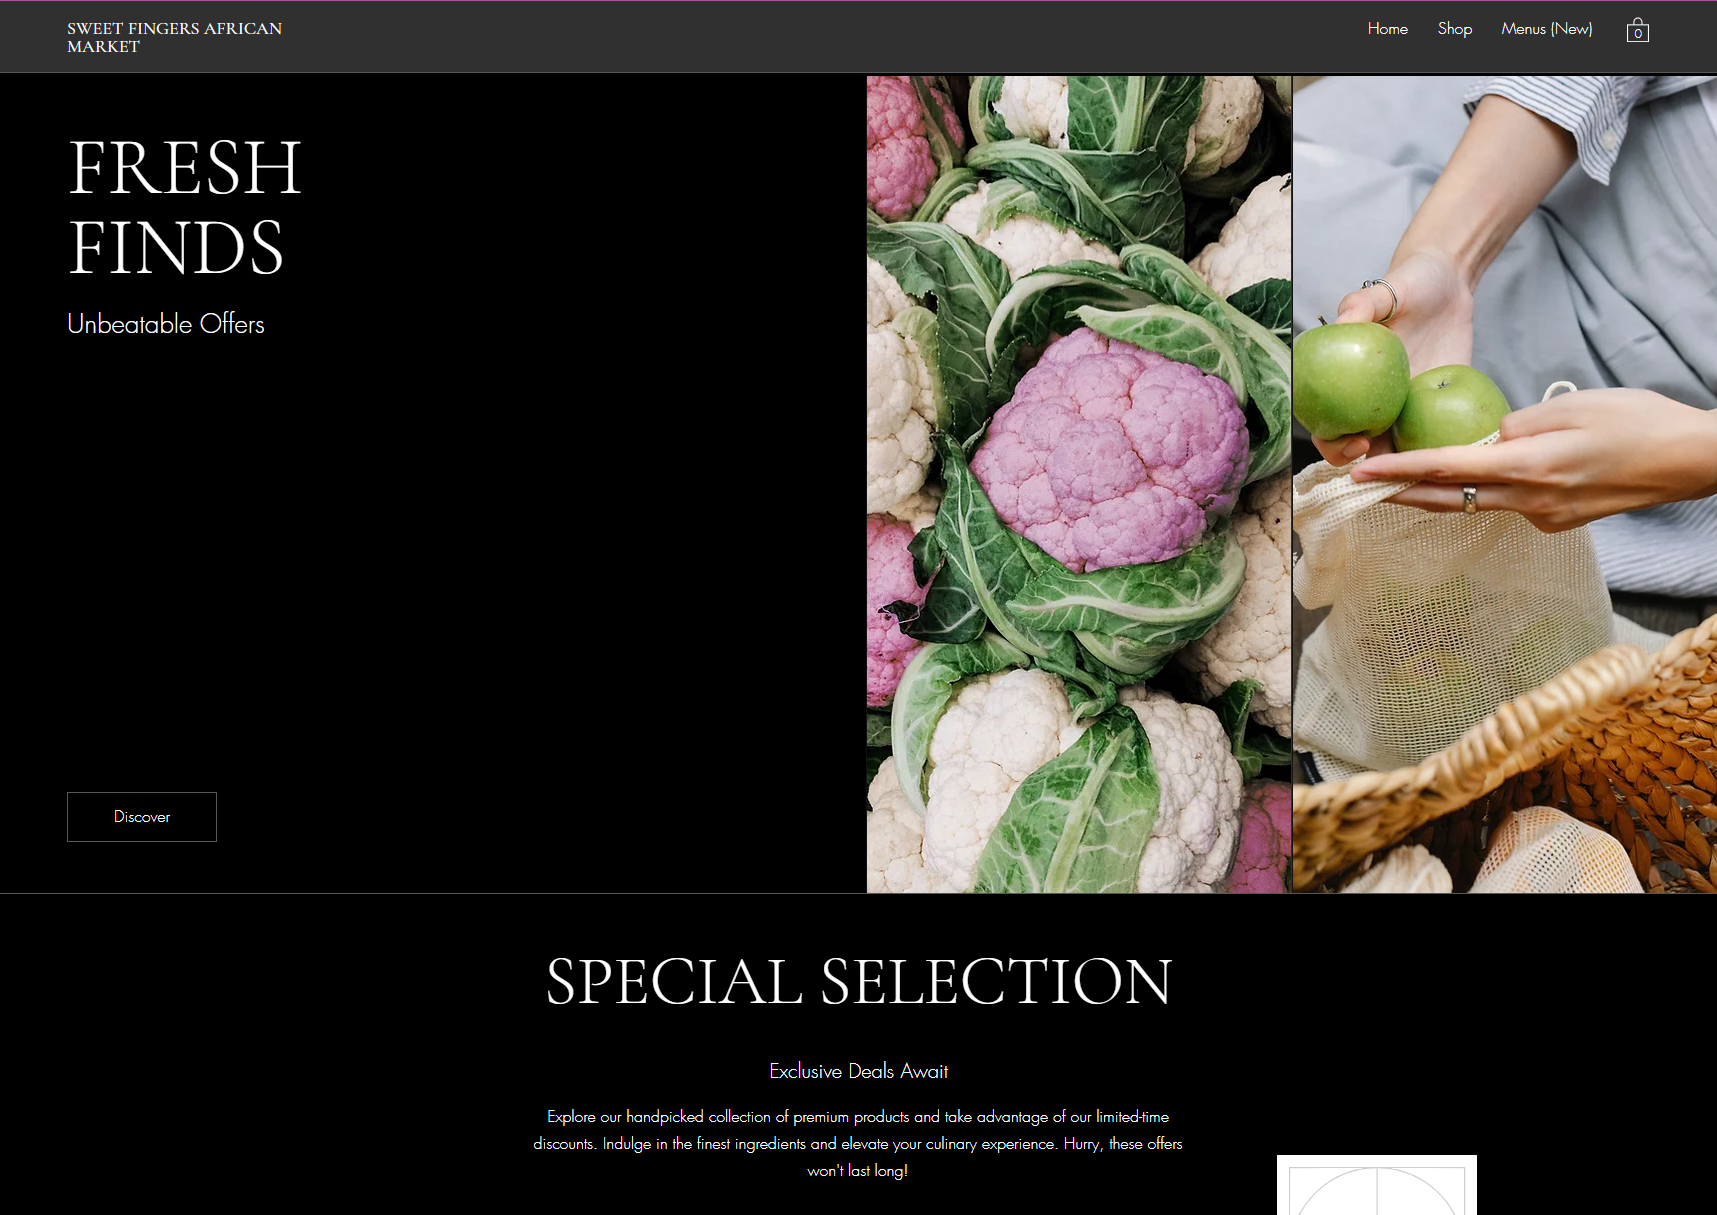 SWEET FINGERS AFRICAN
MARKET
Home
Shop
Menus (New)
0
FRESH
FINDS
Unbeatable Offers
Discover
SPECIAL SELECTION
Exclusive Deals Await
Explore our handpicked collection of premium products and take advantage of our limited-time
discounts. Indulge in the finest ingredients and elevate your culinary experience. Hurry, these offers
won't last long!